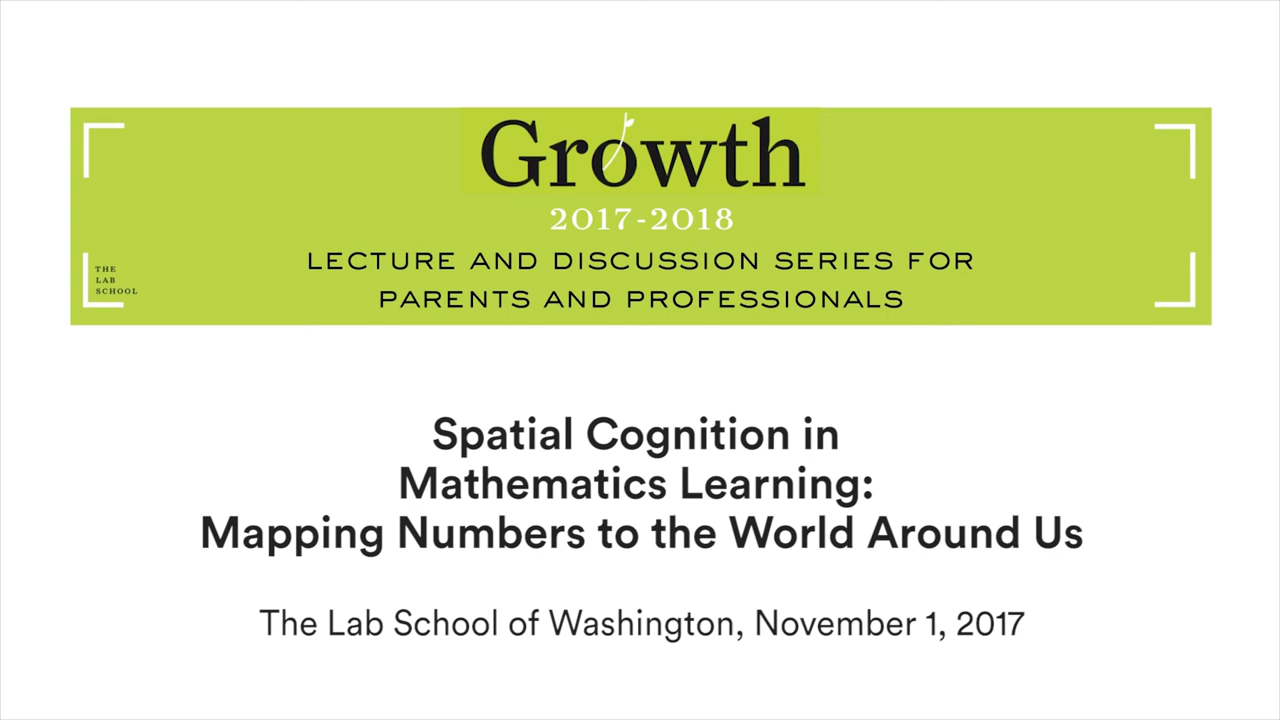 Growth
2017-2018
LECTURE AND DISCUSSION SERIES FOR
PARENTS AND PROFESSIONALS
THE
LAB
SCHOOL
Spatial Cognition in
Mathematics Learning:
Mapping Numbers to the World Around Us
The Lab School of Washington, November 1, 2017